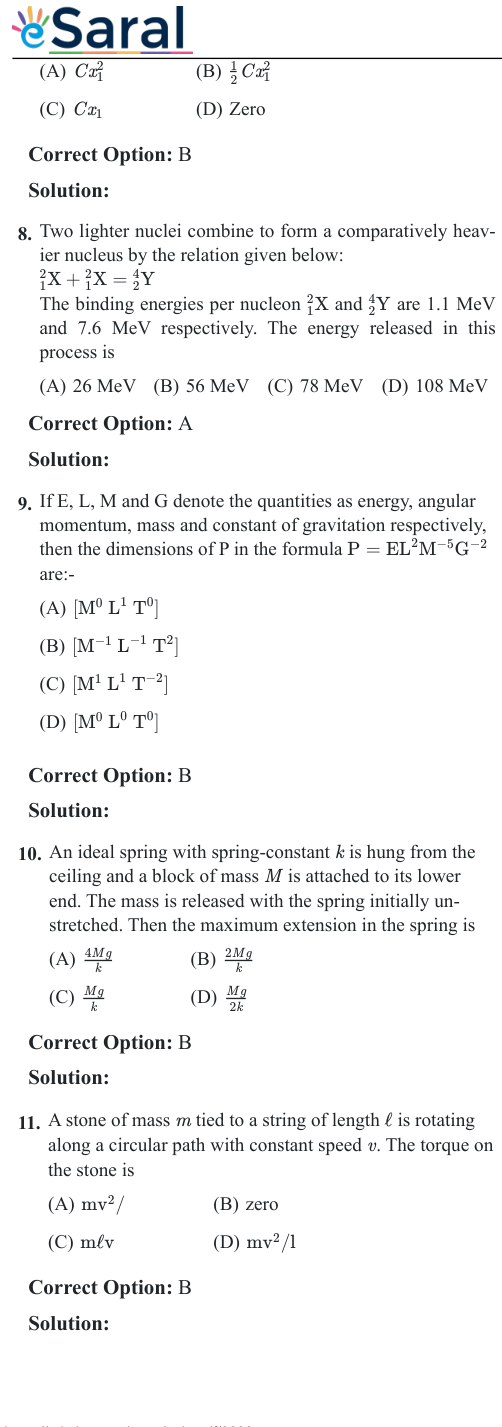 eSaral
(A) Cx₁² (B) ½ Cx₁²
(C) Cx₁ (D) Zero
Correct Option: B
Solution:
8. Two lighter nuclei combine to form a comparatively heav-
ier nucleus by the relation given below:
²₁X + ²₁X = ⁴₂Y
The binding energies per nucleon ²₁X and ⁴₂Y are 1.1 MeV
and 7.6 MeV respectively. The energy released in this
process is
(A) 26 MeV (B) 56 MeV (C) 78 MeV (D) 108 MeV
Correct Option: A
Solution:
9. If E, L, M and G denote the quantities as energy, angular
momentum, mass and constant of gravitation respectively,
then the dimensions of P in the formula P = EL²M⁻⁵G⁻²
are:-
(A) [M⁰ L¹ T⁰]
(B) [M⁻¹ L⁻¹ T²]
(C) [M¹ L¹ T⁻²]
(D) [M⁰ L⁰ T⁰]
Correct Option: B
Solution:
10. An ideal spring with spring-constant k is hung from the
ceiling and a block of mass M is attached to its lower
end. The mass is released with the spring initially un-
stretched. Then the maximum extension in the spring is
(A) 4Mg/k (B) 2Mg/k
(C) Mg/k (D) Mg/2k
Correct Option: B
Solution:
11. A stone of mass m tied to a string of length ℓ is rotating
along a circular path with constant speed v. The torque on
the stone is
(A) mv²/ (B) zero
(C) mℓv (D) mv²/l
Correct Option: B
Solution: